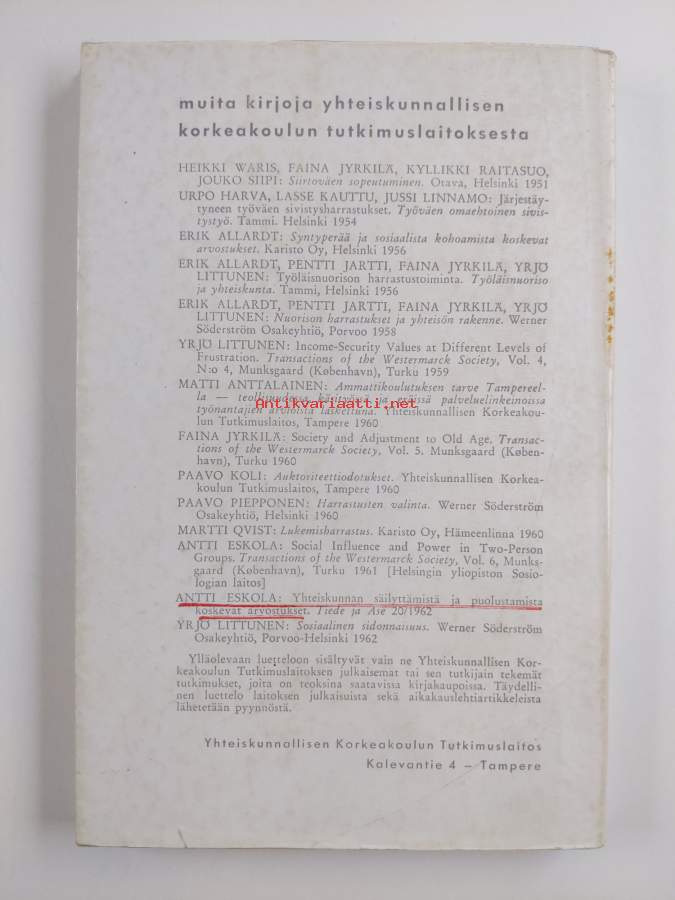 muita kirjoja yhteiskunnallisen
korkeakoulun tutkimuslaitoksesta
HEIKKI WARIS, FAINA JYRKILÄ, KYLLIKKI RAITASUO,
JOUKO SIIPI: Siirtoväen sopeutuminen. Otava, Helsinki 1951
URPO HARVA, LASSE KAUTTU, JUSSI LINNAMO: Järjestäy-
tyneen työväen sivistysharrastukset. Työväen omaehtoinen sivis-
tystyö. Tammi. Helsinki 1954
ERIK ALLARDT: Syntyperää ja sosiaalista kohoamista koskevat
arvostukset. Karisto Oy, Helsinki 1956
ERIK ALLARDT, PENTTI JARTTI, FAINA JYRKILÄ, YRJÖ
LITTUNEN: Työläisnuorison harrastustoiminta. Työläisnuoriso
ja yhteiskunta. Tammi, Helsinki 1956
ERIK ALLARDT, PENTTI JARTTI, FAINA JYRKILÄ, YRJÖ
LITTUNEN: Nuorison harrastukset ja yhteisön rakenne. Werner
Söderström Osakeyhtiö, Porvoo 1958
YRJÖ LITTUNEN: Income-Security Values at Different Levels of
Frustration. Transactions of the Westermarck Society, Vol. 4,
N:o 4, Munksgaard (København), Turku 1959
MATTI ANTTALAINEN: Ammattikoulutuksen tarve Tampereel-
la — teollisuudessa, käsityössä ja eräissä palveluelinkeinoissa
Antikvariaatti.net
työnantajien arvioista laskettuna. Yhteiskunnallisen Korkeakou-
lun Tutkimuslaitos, Tampere 1960
FAINA JYRKILÄ: Society and Adjustment to Old Age. Transac-
tions of the Westermarck Society, Vol. 5. Munksgaard (Køben-
havn), Turku 1960
PAAVO KOLI: Auktoriteettiodotukset. Yhteiskunnallisen Korkea-
koulun Tutkimuslaitos, Tampere 1960
PAAVO PIEPPONEN: Harrastusten valinta. Werner Söderström
Osakeyhtiö, Helsinki 1960
MARTTI QVIST: Lukemisharrastus. Karisto Oy, Hämeenlinna 1960
ANTTI ESKOLA: Social Influence and Power in Two-Person
Groups. Transactions of the Westermarck Society, Vol. 6, Munks-
gaard (København), Turku 1961 [Helsingin yliopiston Sosio-
logian laitos]
ANTTI ESKOLA: Yhteiskunnan säilyttämistä ja puolustamista
koskevat arvostukset. Tiede ja Ase 20/1962
YRJÖ LITTUNEN: Sosiaalinen sidonnaisuus. Werner Söderström
Osakeyhtiö, Porvoo-Helsinki 1962
Ylläolevaan luetteloon sisältyvät vain ne Yhteiskunnallisen Kor-
keakoulun Tutkimuslaitoksen julkaisemat tai sen tutkijain tekemät
tutkimukset, joita on teoksina saatavissa kirjakaupoissa. Täydelli-
nen luettelo laitoksen julkaisuista sekä aikakauslehtiartikkeleista
lähetetään pyynnöstä.
Yhteiskunnallisen Korkeakoulun Tutkimuslaitos
Kalevantie 4 — Tampere